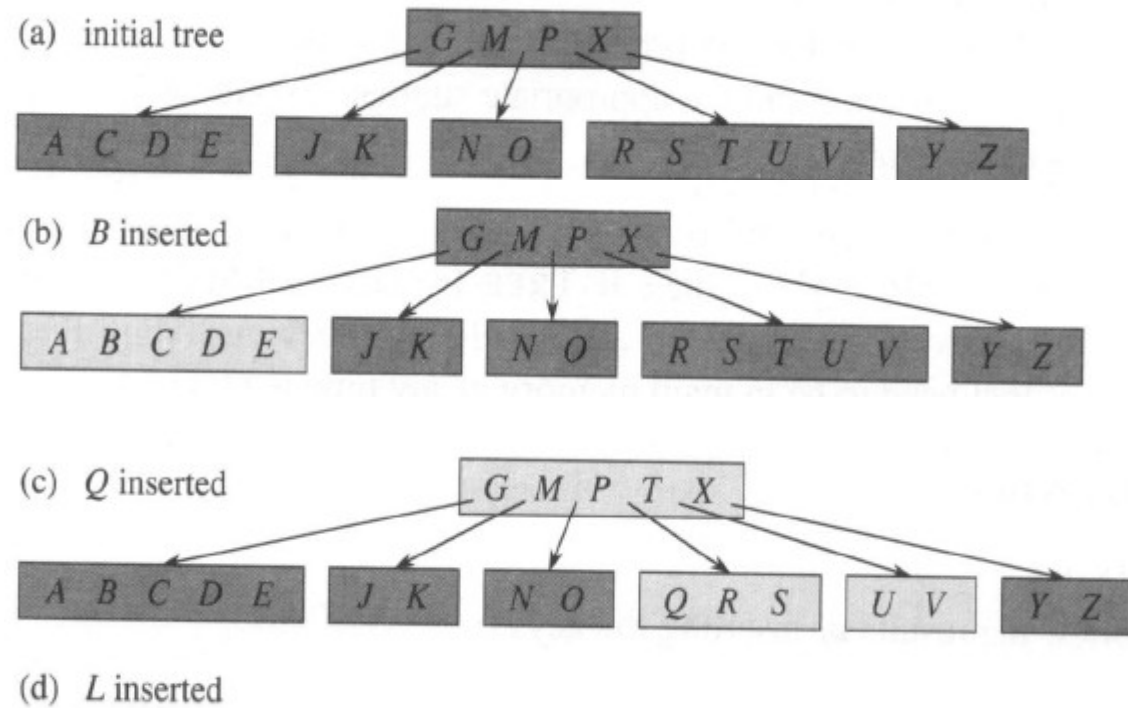 (a) initial tree
G M P X
A C D E J K N O R S T U V Y Z
(b) B inserted
G M P X
A B C D E J K N O R S T U V Y Z
(c) Q inserted
G M P T X
A B C D E J K N O Q R S U V Y Z
(d) L inserted